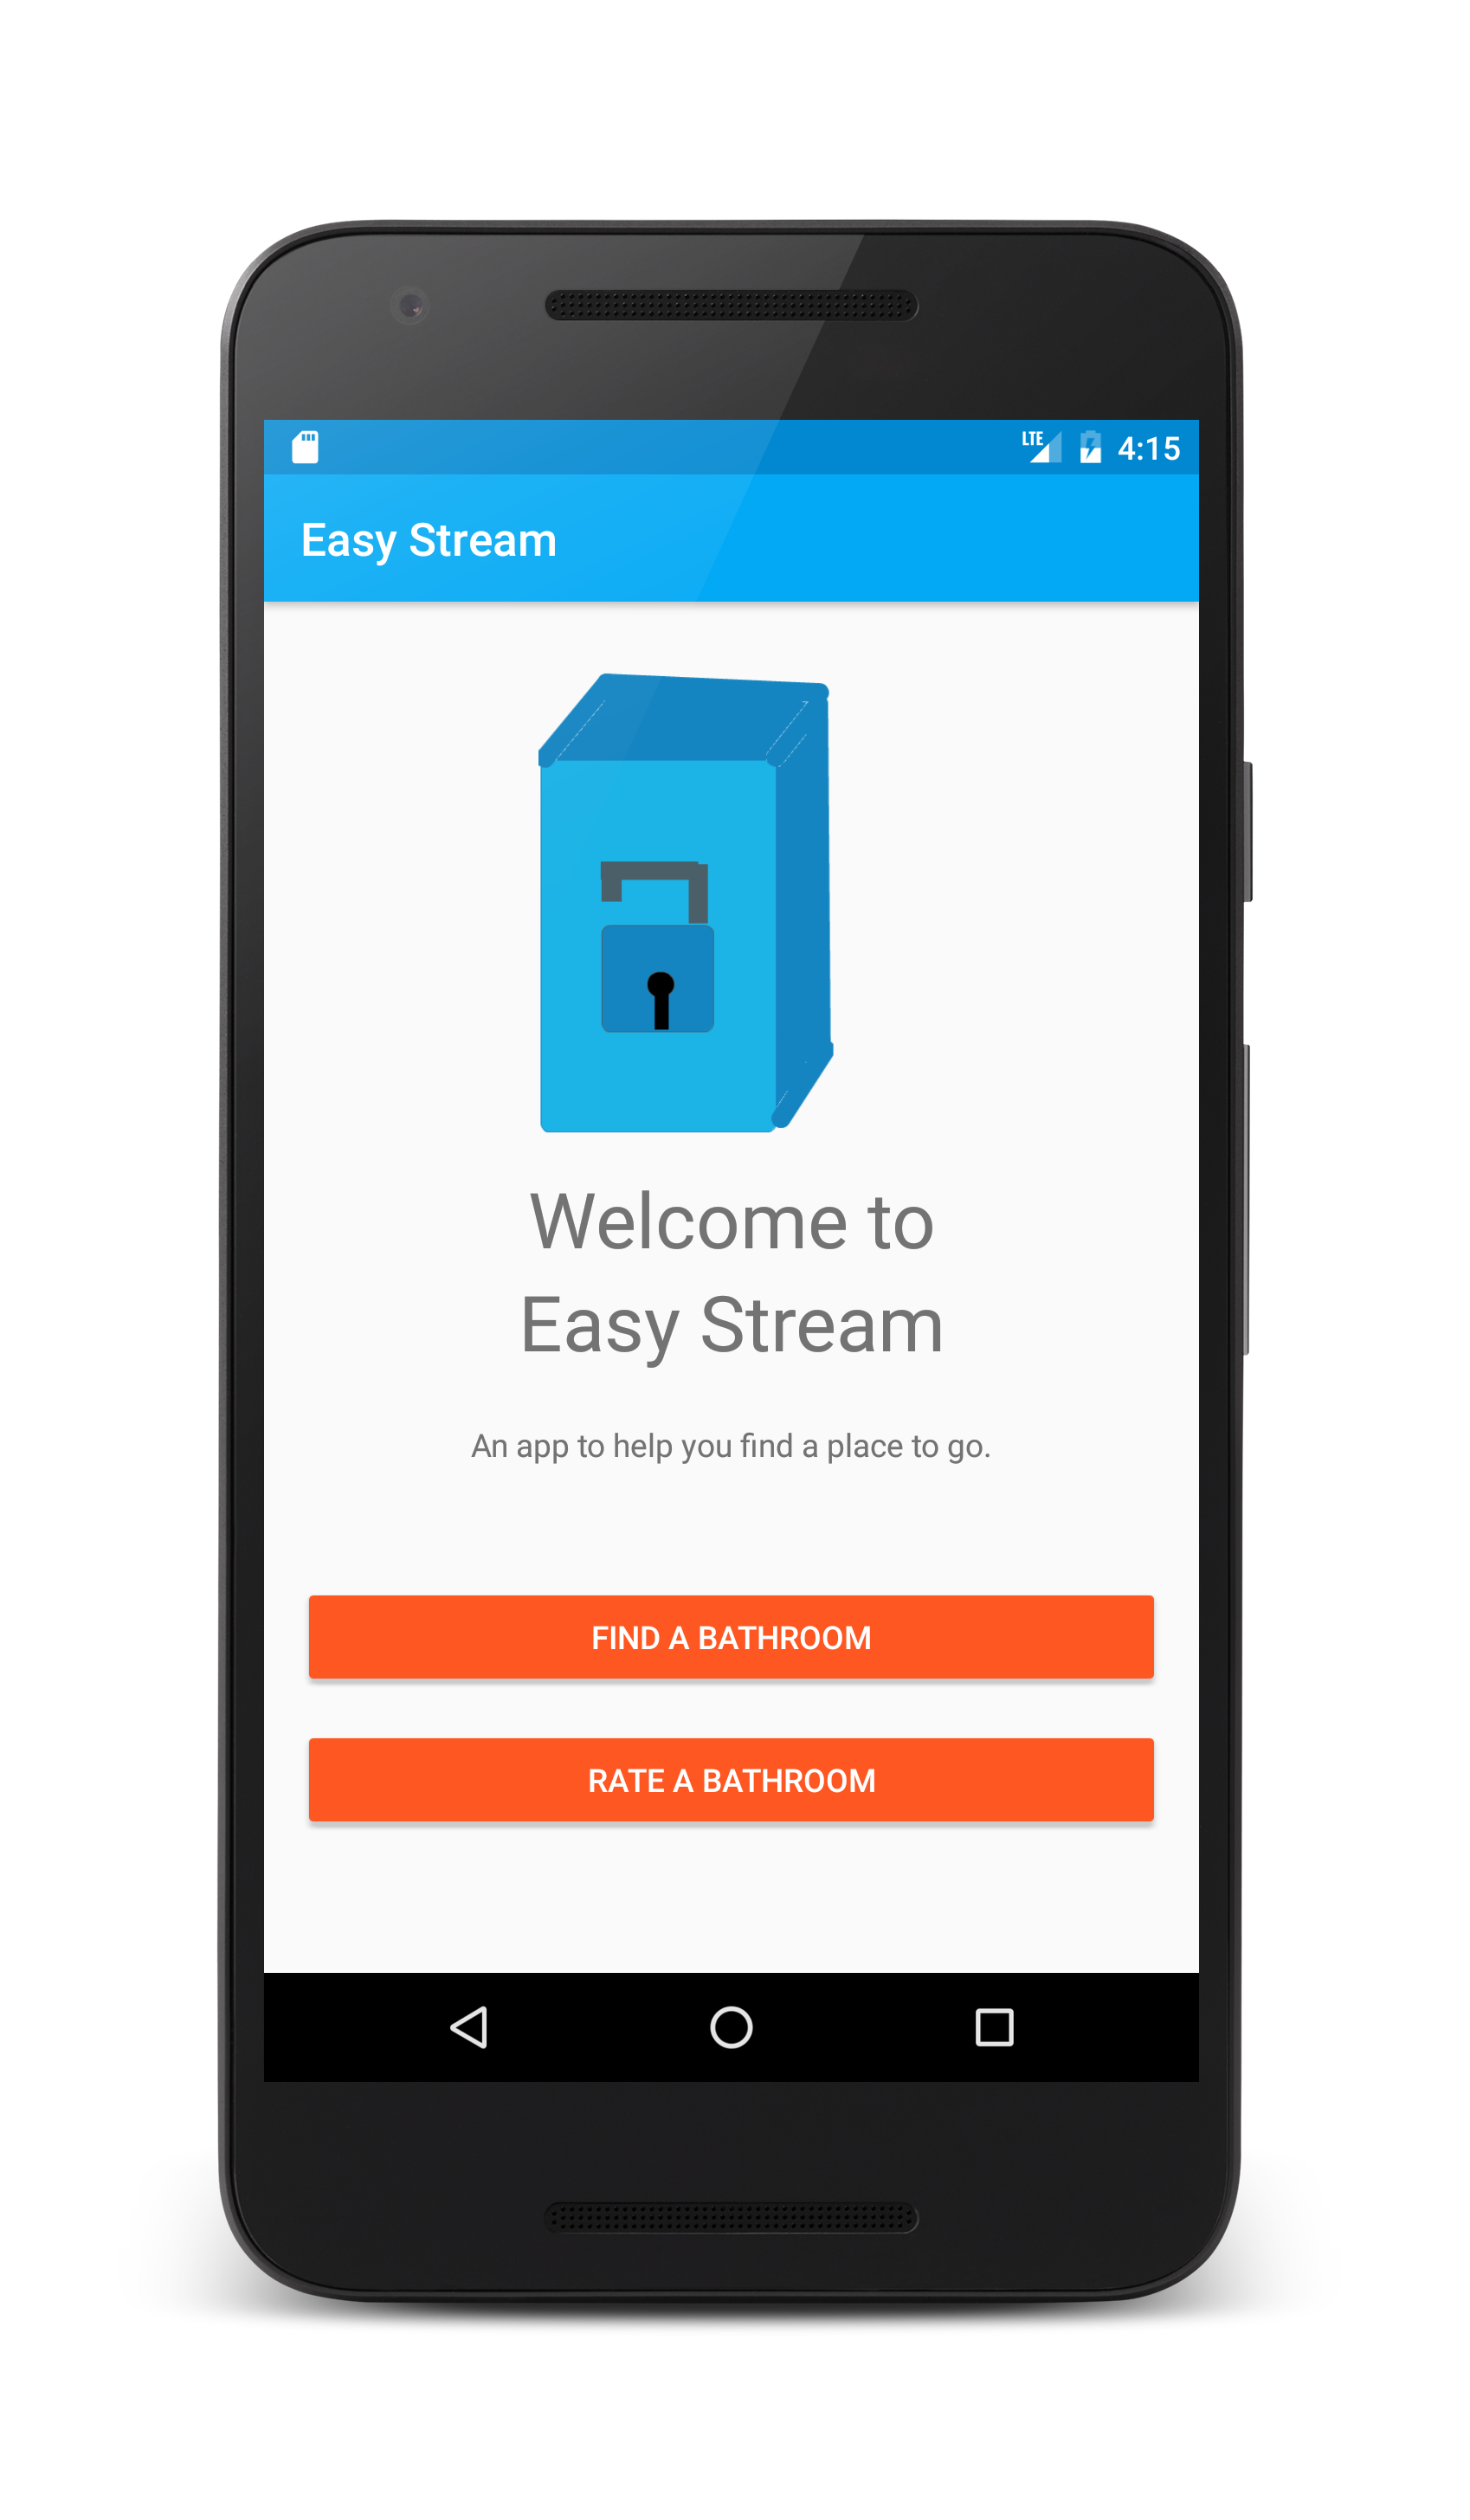 LTE 4:15
Easy Stream
Welcome to
Easy Stream
An app to help you find a place to go.
FIND A BATHROOM
RATE A BATHROOM